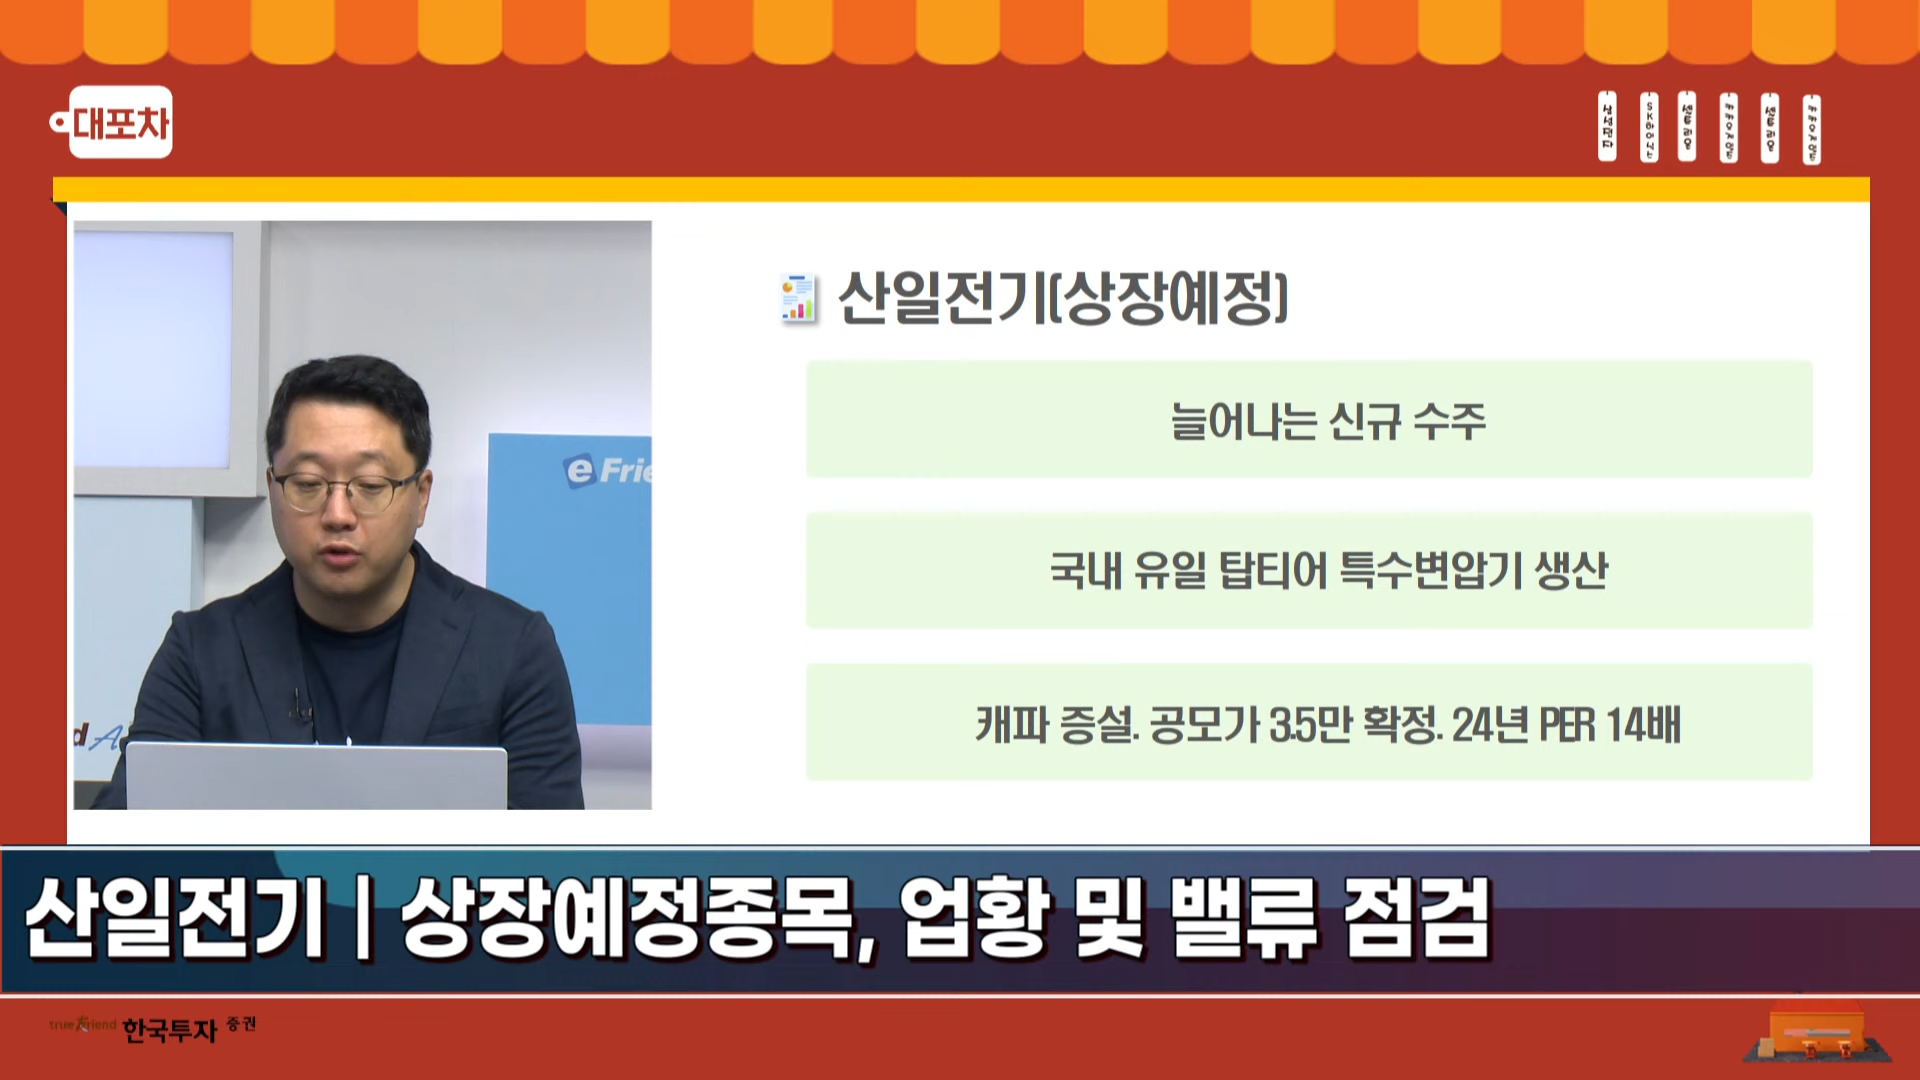 대포차
산일전기(상장예정)
늘어나는 신규 수주
국내 유일 탑티어 특수변압기 생산
캐파 증설. 공모가 3.5만 확정. 24년 PER 14배
e Frie
산일전기 | 상장예정종목, 업황 및 밸류 점검
true friend 한국투자 증권